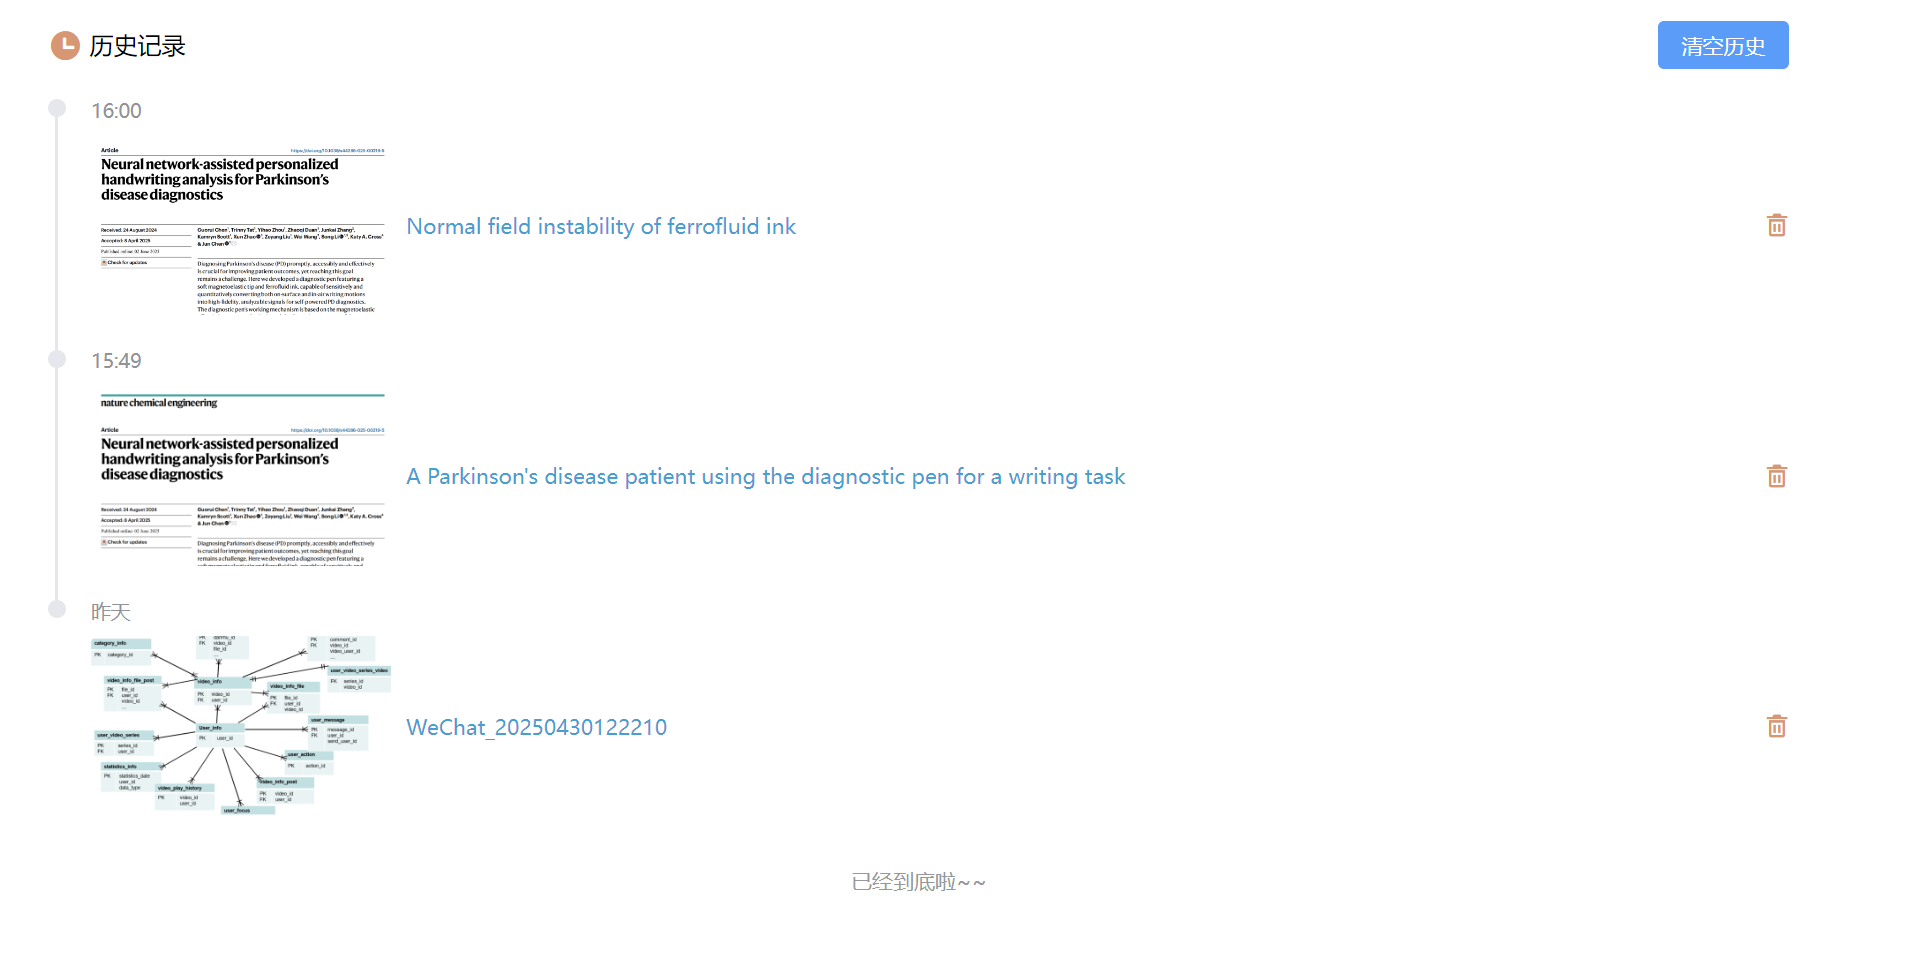 历史记录
清空历史
16:00
Article
https://doi.org/10.1038/s44286-025-00219-5
Neural network-assisted personalized
handwriting analysis for Parkinson's
disease diagnostics
Received: 24 August 2024
Accepted: 8 April 2025
Published online: 02 June 2025
Check for updates
Guorui Chen, Trinny Tat, Yihao Zhou, Zhaoqi Duan, Junkai Zhang,
Kamryn Scott, Xun Zhao, Zeyang Liu, Wei Wang, Song Li, Katy A. Cross
& Jun Chen
Diagnosing Parkinson's disease (PD) promptly, accessibly and effectively
is crucial for improving patient outcomes, yet reaching this goal
remains a challenge. Here we developed a diagnostic pen featuring a
soft magnetoelastic tip and ferrofluid ink, capable of sensitively and
quantitatively converting both on-surface and in-air writing motions
into high-fidelity, analyzable signals for self-powered PD diagnostics.
The diagnostic pen's working mechanism is based on the magnetoelastic
Normal field instability of ferrofluid ink
15:49
nature chemical engineering
Article
https://doi.org/10.1038/s44286-025-00219-5
Neural network-assisted personalized
handwriting analysis for Parkinson's
disease diagnostics
Received: 24 August 2024
Accepted: 8 April 2025
Published online: 02 June 2025
Check for updates
Guorui Chen, Trinny Tat, Yihao Zhou, Zhaoqi Duan, Junkai Zhang,
Kamryn Scott, Xun Zhao, Zeyang Liu, Wei Wang, Song Li, Katy A. Cross
& Jun Chen
Diagnosing Parkinson's disease (PD) promptly, accessibly and effectively
is crucial for improving patient outcomes, yet reaching this goal
remains a challenge. Here we developed a diagnostic pen featuring a
A Parkinson's disease patient using the diagnostic pen for a writing task
昨天
category_info
PK category_id
PK danmu_id
FK video_id
file_id
...
PK comment_id
FK video_id
video_user_id
...
user_video_series_video
FK series_id
video_id
video_info_file_post
PK file_id
FK user_id
video_id
...
video_info
PK video_id
FK user_id
video_info_file
PK file_id
FK user_id
video_id
user_message
PK message_id
FK user_id
send_user_id
User_info
PK user_id
user_video_series
PK series_id
FK user_id
user_action
PK action_id
statistics_info
PK statistics_date
user_id
data_type
video_play_history
PK video_id
user_id
video_info_post
PK video_id
FK user_id
user_focus
WeChat_20250430122210
已经到底啦~~